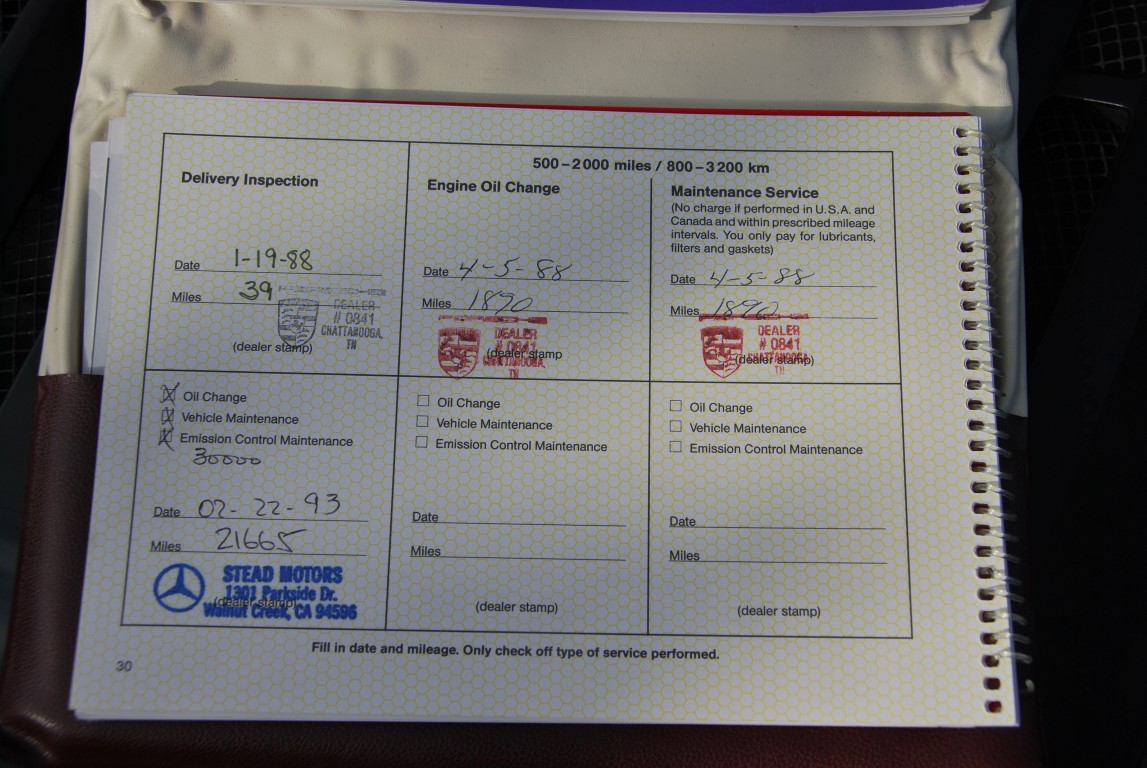 500–2000 miles / 800–3200 km
Delivery Inspection
Date 1-19-88
Miles 39
DEALER
# 0841
CHATTANOOGA,
TN
(dealer stamp)
Engine Oil Change
Date 4-5-88
Miles 1890
DEALER
# 0841
CHATTANOOGA,
TN
(dealer stamp
Maintenance Service
(No charge if performed in U.S.A. and
Canada and within prescribed mileage
intervals. You only pay for lubricants,
filters and gaskets)
Date 4-5-88
Miles 1890
DEALER
# 0841
CHATTANOOGA,
TN
(dealer stamp)
X Oil Change
X Vehicle Maintenance
X Emission Control Maintenance
30000
Date 02-22-93
Miles 21665
STEAD MOTORS
1301 Parkside Dr.
Walnut Creek, CA 94596
(dealer stamp)
Oil Change
Vehicle Maintenance
Emission Control Maintenance
Date
Miles
(dealer stamp)
Oil Change
Vehicle Maintenance
Emission Control Maintenance
Date
Miles
(dealer stamp)
Fill in date and mileage. Only check off type of service performed.
30